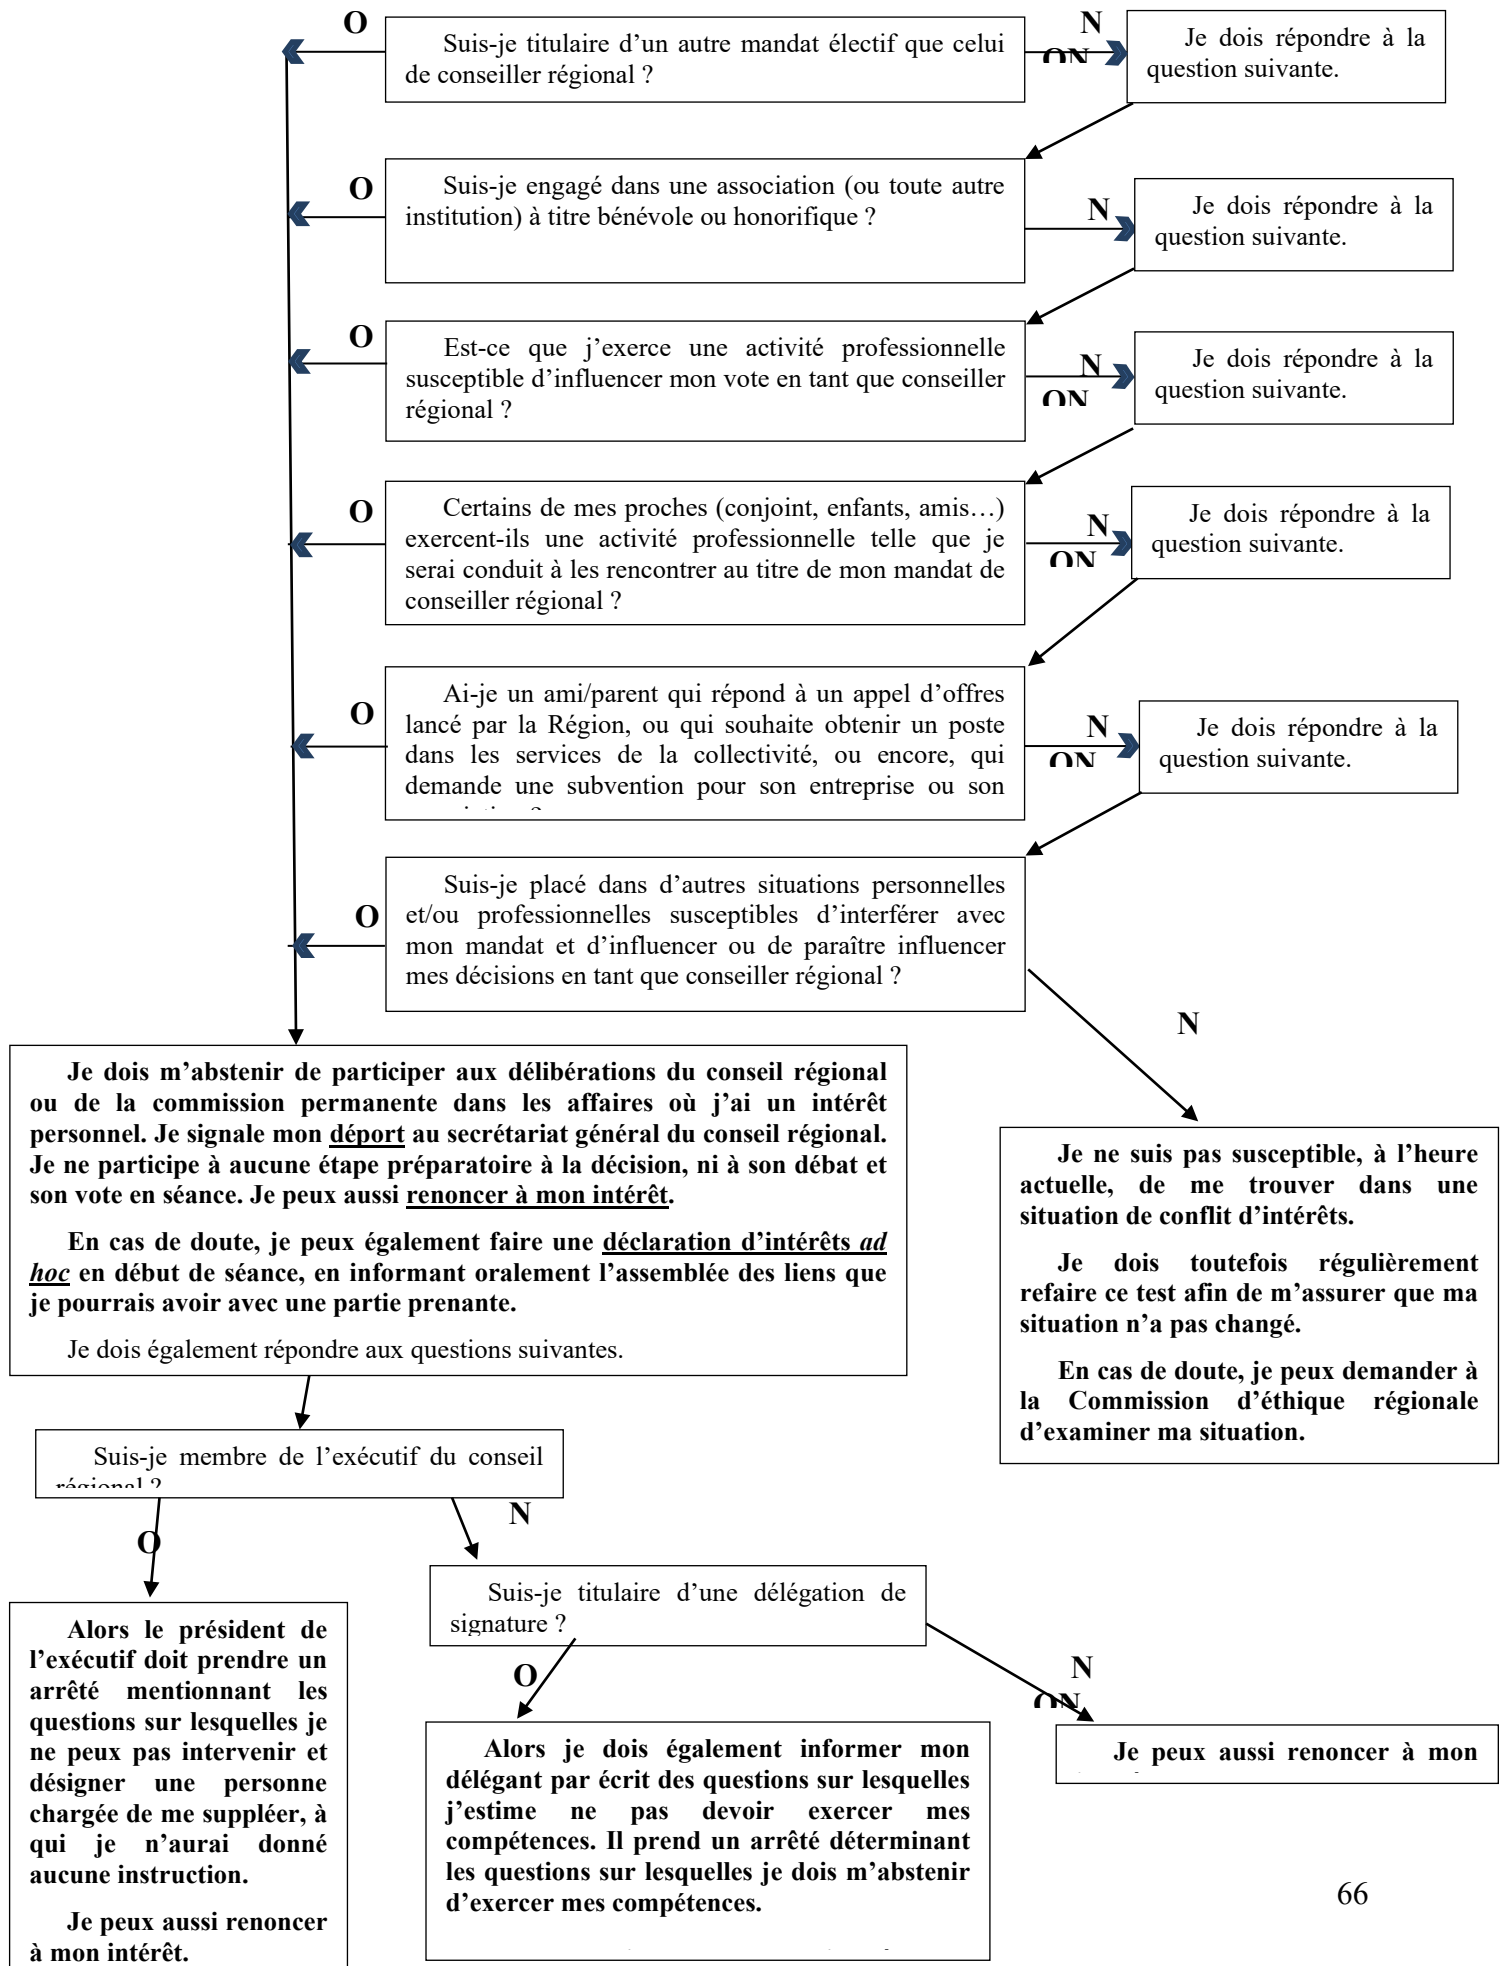 O
Suis-je titulaire d’un autre mandat électif que celui
de conseiller régional ?
N
ON
Je dois répondre à la
question suivante.
O
Suis-je engagé dans une association (ou toute autre
institution) à titre bénévole ou honorifique ?
N
Je dois répondre à la
question suivante.
O
Est-ce que j’exerce une activité professionnelle
susceptible d’influencer mon vote en tant que conseiller
régional ?
N
ON
Je dois répondre à la
question suivante.
O
Certains de mes proches (conjoint, enfants, amis…)
exercent-ils une activité professionnelle telle que je
serai conduit à les rencontrer au titre de mon mandat de
conseiller régional ?
N
ON
Je dois répondre à la
question suivante.
O
Ai-je un ami/parent qui répond à un appel d’offres
lancé par la Région, ou qui souhaite obtenir un poste
dans les services de la collectivité, ou encore, qui
demande une subvention pour son entreprise ou son
N
ON
Je dois répondre à la
question suivante.
O
Suis-je placé dans d’autres situations personnelles
et/ou professionnelles susceptibles d’interférer avec
mon mandat et d’influencer ou de paraître influencer
mes décisions en tant que conseiller régional ?
N
Je dois m’abstenir de participer aux délibérations du conseil régional
ou de la commission permanente dans les affaires où j’ai un intérêt
personnel. Je signale mon déport au secrétariat général du conseil régional.
Je ne participe à aucune étape préparatoire à la décision, ni à son débat et
son vote en séance. Je peux aussi renoncer à mon intérêt.
En cas de doute, je peux également faire une déclaration d’intérêts ad
hoc en début de séance, en informant oralement l’assemblée des liens que
je pourrais avoir avec une partie prenante.
Je dois également répondre aux questions suivantes.
Je ne suis pas susceptible, à l’heure
actuelle, de me trouver dans une
situation de conflit d’intérêts.
Je dois toutefois régulièrement
refaire ce test afin de m’assurer que ma
situation n’a pas changé.
En cas de doute, je peux demander à
la Commission d’éthique régionale
d’examiner ma situation.
Suis-je membre de l’exécutif du conseil
régional ?
O
N
Suis-je titulaire d’une délégation de
signature ?
O
N
ON
Alors le président de
l’exécutif doit prendre un
arrêté mentionnant les
questions sur lesquelles je
ne peux pas intervenir et
désigner une personne
chargée de me suppléer, à
qui je n’aurai donné
aucune instruction.
Je peux aussi renoncer
à mon intérêt.
Alors je dois également informer mon
délégant par écrit des questions sur lesquelles
j’estime ne pas devoir exercer mes
compétences. Il prend un arrêté déterminant
les questions sur lesquelles je dois m’abstenir
d’exercer mes compétences.
Je peux aussi renoncer à mon
66